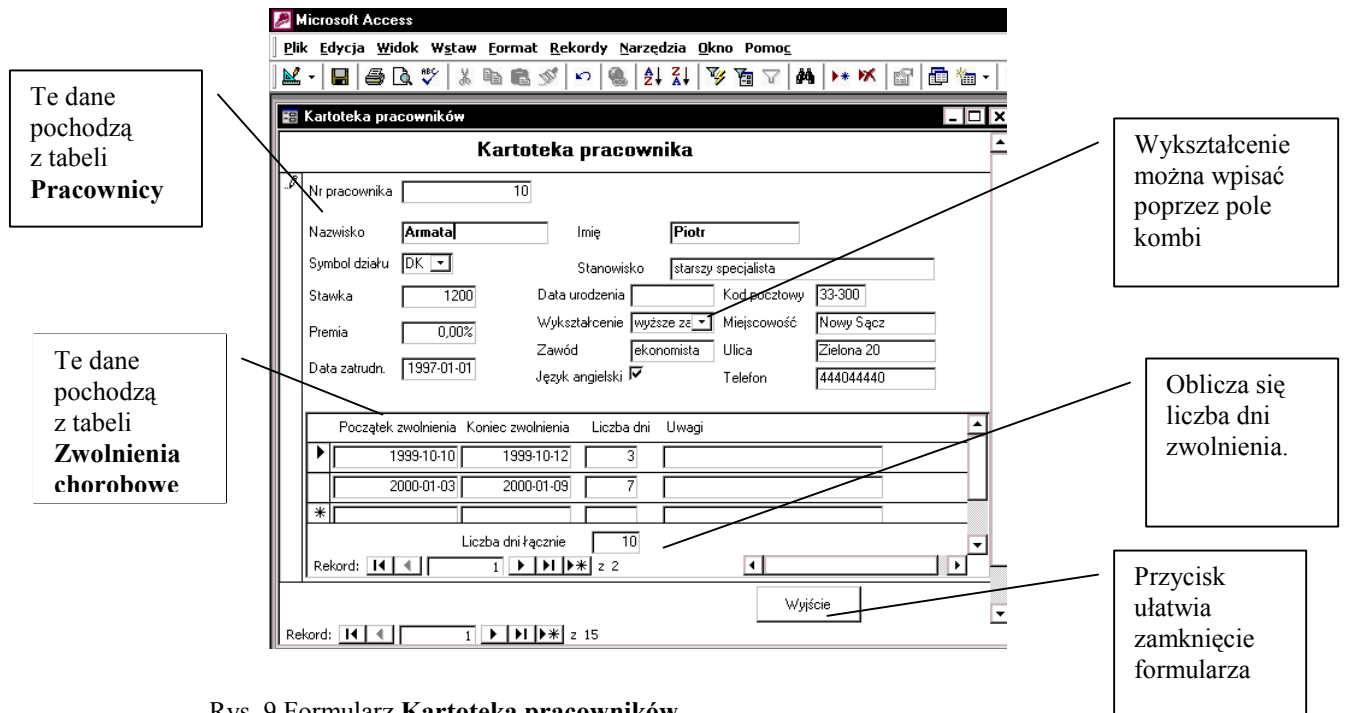 Microsoft Access
Plik Edycja Widok Wstaw Format Rekordy Narzędzia Okno Pomoc
Te dane
pochodzą
z tabeli
Pracownicy
Kartoteka pracowników
Kartoteka pracownika
Nr pracownika 10
Nazwisko Armata Imię Piotr
Symbol działu DK Stanowisko starszy specjalista
Stawka 1200 Data urodzenia Kod pocztowy 33-300
Premia 0,00% Wykształcenie wyższe za Miejscowość Nowy Sącz
Zawód ekonomista Ulica Zielona 20
Data zatrudn. 1997-01-01 Język angielski Telefon 444044440
Wykształcenie
można wpisać
poprzez pole
kombi
Te dane
pochodzą
z tabeli
Zwolnienia
chorobowe
Początek zwolnienia Koniec zwolnienia Liczba dni Uwagi
1999-10-10 1999-10-12 3
2000-01-03 2000-01-09 7
Liczba dni łącznie 10
Rekord: 1 z 2
Oblicza się
liczba dni
zwolnienia.
Wyjście
Rekord: 1 z 15
Przycisk
ułatwia
zamknięcie
formularza
Rys. 9 Formularz Kartoteka pracowników